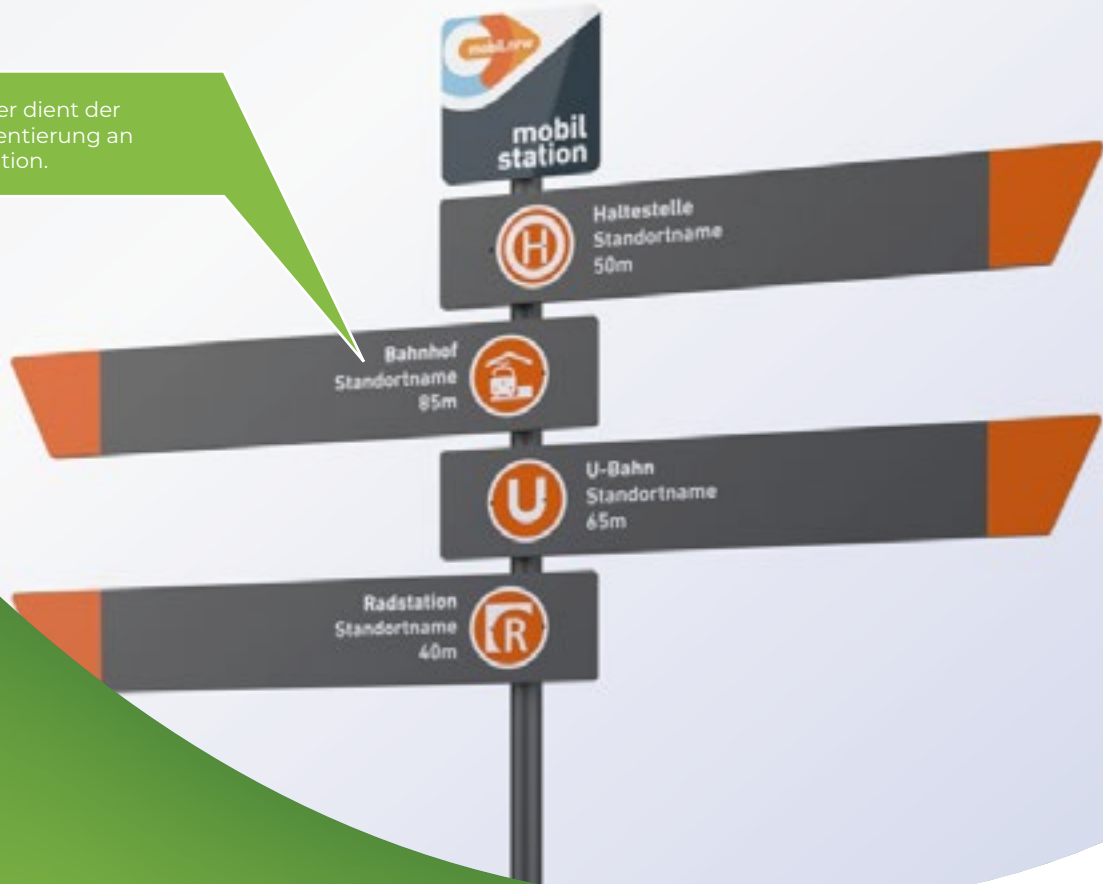 er dient der
entierung an
tion.
mobil.nrw
mobil
station
H
Haltestelle
Standortname
50m
Bahnhof
Standortname
85m
U
U-Bahn
Standortname
65m
Radstation
Standortname
40m
R